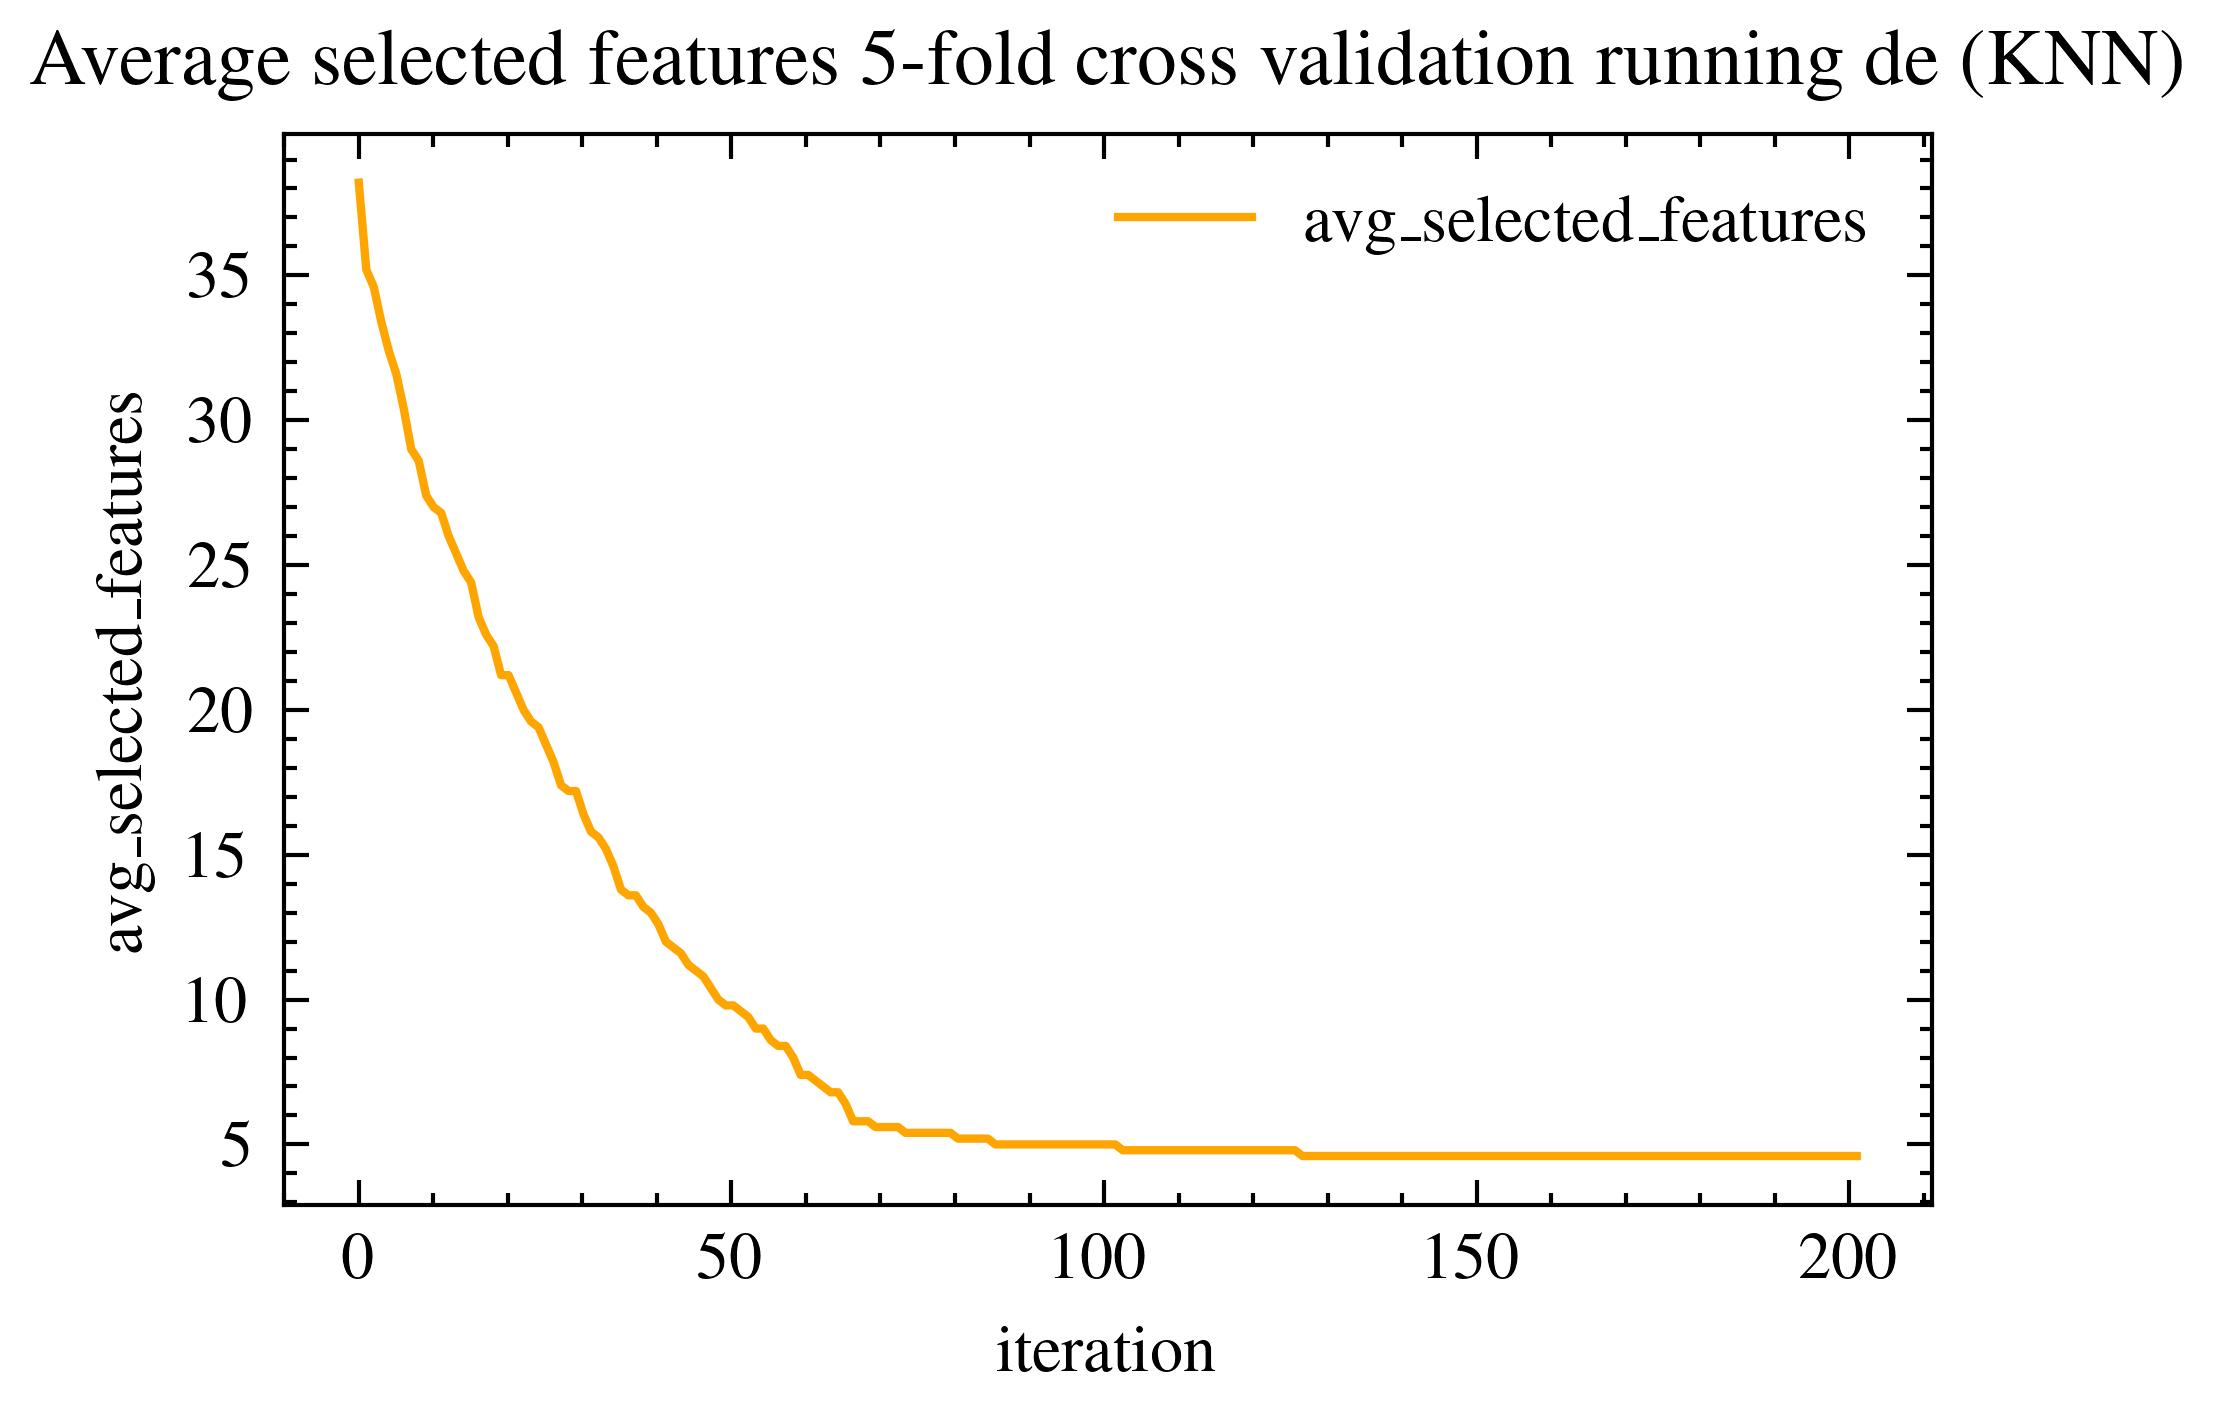 Average selected features 5-fold cross validation running de (KNN)
avg_selected_features
avg_selected_features
35
30
25
20
15
10
5
0 50 100 150 200
iteration